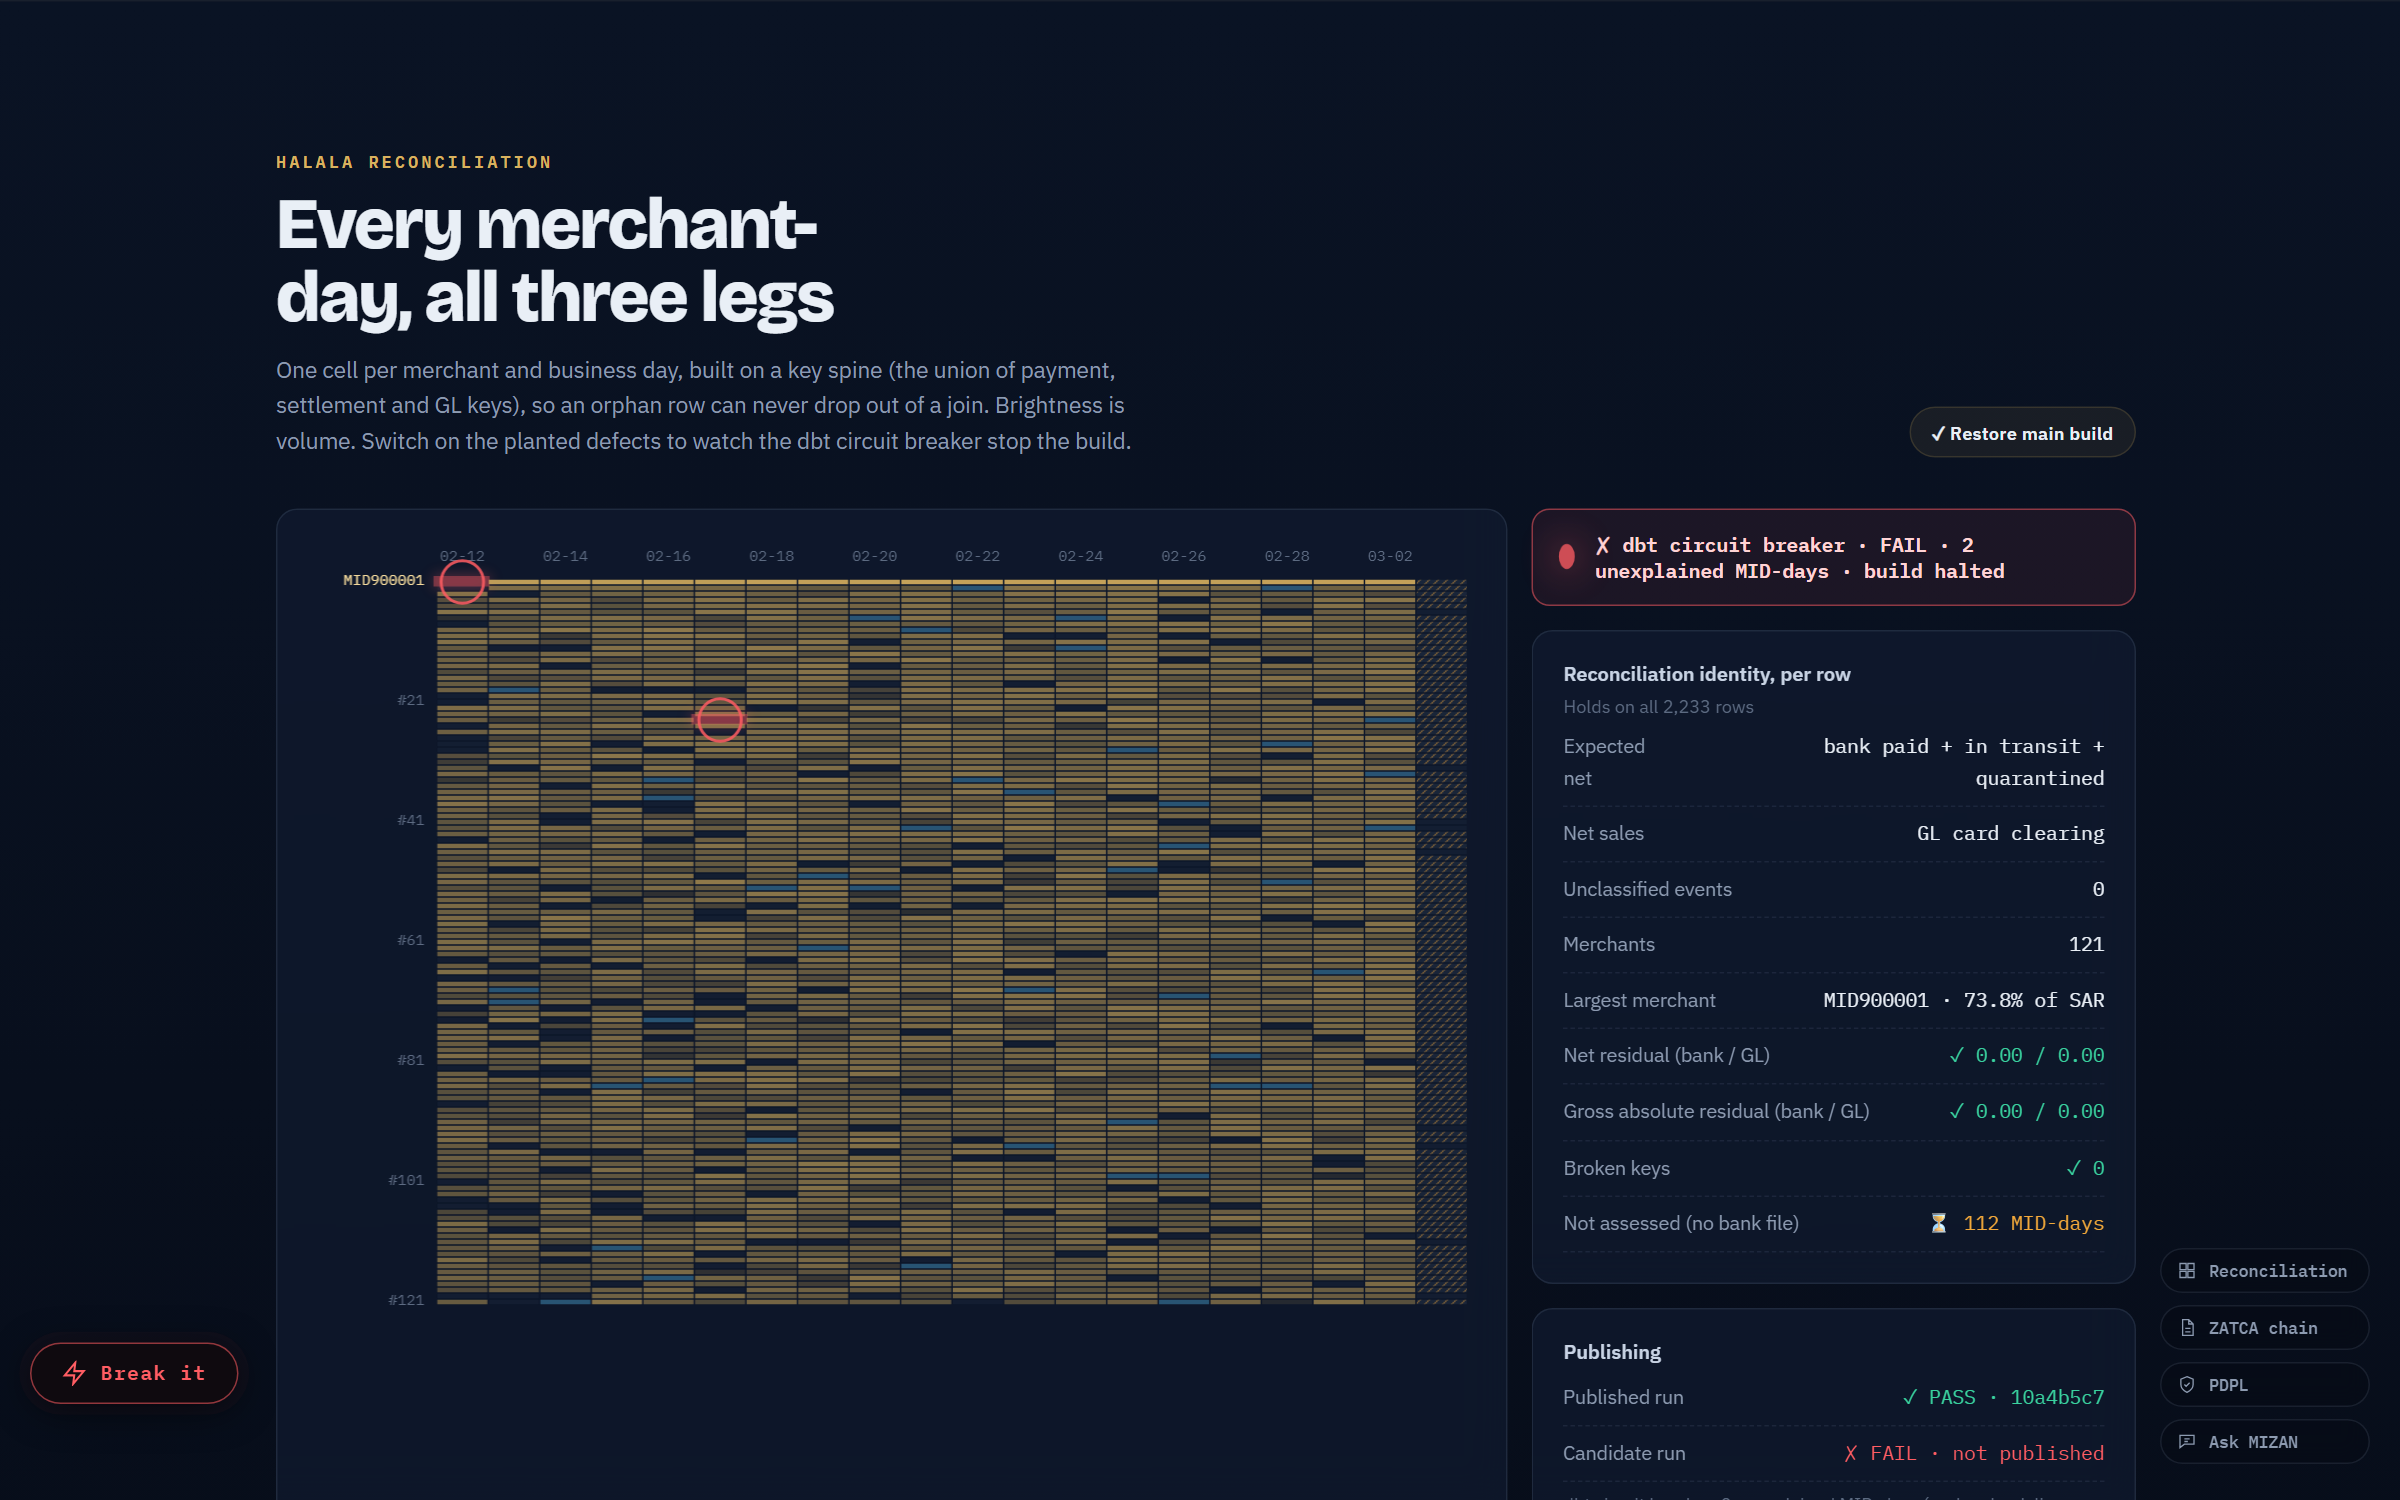 HALALA RECONCILIATION
Every merchant-
day, all three legs
One cell per merchant and business day, built on a key spine (the union of payment,
settlement and GL keys), so an orphan row can never drop out of a join. Brightness is
volume. Switch on the planted defects to watch the dbt circuit breaker stop the build.
✓ Restore main build
02-12 02-14 02-16 02-18 02-20 02-22 02-24 02-26 02-28 03-02
MID900001
#21
#41
#61
#81
#101
#121
✗ dbt circuit breaker · FAIL · 2
unexplained MID-days · build halted
Reconciliation identity, per row
Holds on all 2,233 rows
Expected net
bank paid + in transit +
quarantined
Net sales GL card clearing
Unclassified events 0
Merchants 121
Largest merchant MID900001 · 73.8% of SAR
Net residual (bank / GL) ✓ 0.00 / 0.00
Gross absolute residual (bank / GL) ✓ 0.00 / 0.00
Broken keys ✓ 0
Not assessed (no bank file) ⏳ 112 MID-days
Publishing
Published run ✓ PASS · 10a4b5c7
Candidate run ✗ FAIL · not published
Break it
Reconciliation
ZATCA chain
PDPL
Ask MIZAN